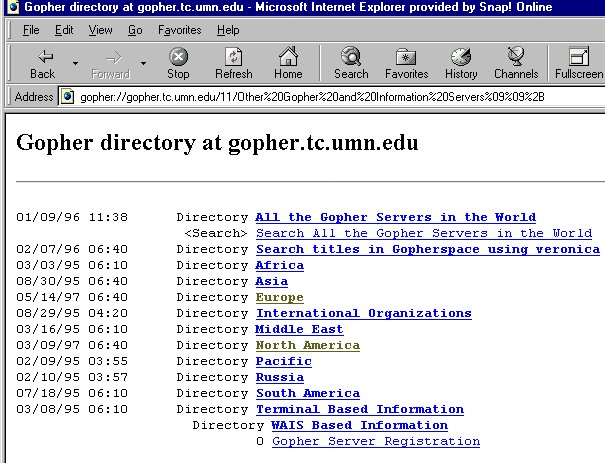 Gopher directory at gopher.tc.umn.edu - Microsoft Internet Explorer provided by Snap! Online
File Edit View Go Favorites Help
Back Forward Stop Refresh Home Search Favorites History Channels Fullscreen
Address gopher://gopher.tc.umn.edu/11/Other%20Gopher%20and%20Information%20Servers%09%09%2B
Gopher directory at gopher.tc.umn.edu
01/09/96 11:38 Directory All the Gopher Servers in the World
<Search> Search All the Gopher Servers in the World
02/07/96 06:40 Directory Search titles in Gopherspace using veronica
03/03/95 06:10 Directory Africa
08/30/95 06:40 Directory Asia
05/14/97 06:40 Directory Europe
08/29/95 04:20 Directory International Organizations
03/16/95 06:10 Directory Middle East
03/09/97 06:40 Directory North America
02/09/95 03:55 Directory Pacific
02/10/95 03:57 Directory Russia
07/18/95 06:10 Directory South America
03/08/95 06:10 Directory Terminal Based Information
Directory WAIS Based Information
0 Gopher Server Registration